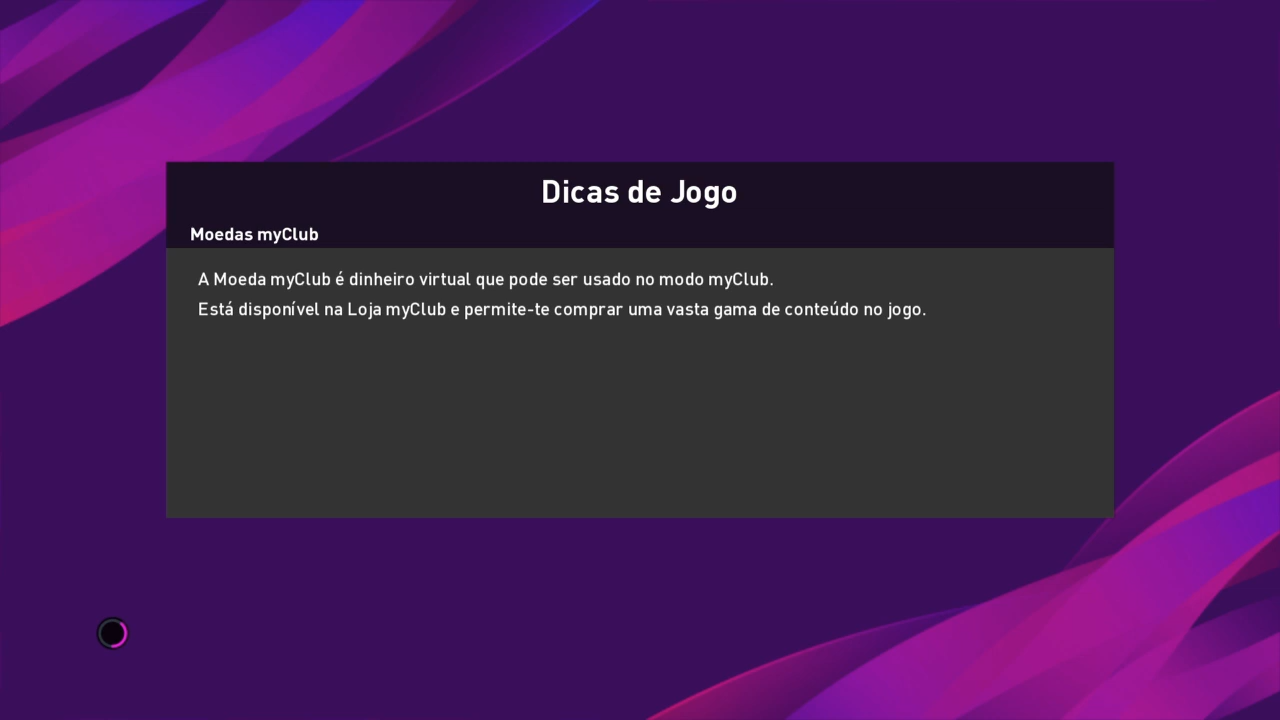 Dicas de Jogo
Moedas myClub
A Moeda myClub é dinheiro virtual que pode ser usado no modo myClub.
Está disponível na Loja myClub e permite-te comprar uma vasta gama de conteúdo no jogo.